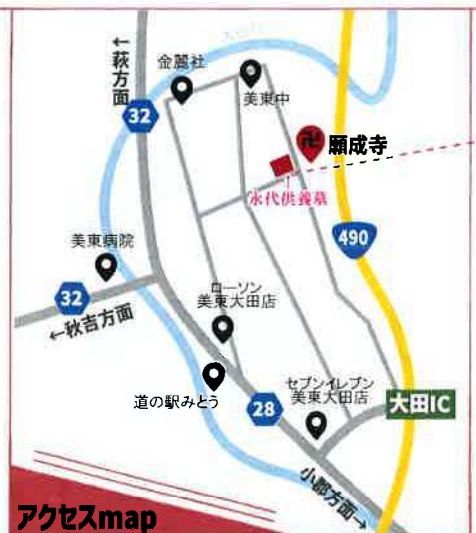 ←萩方面
金麗社
美東中
32
卍
願成寺
永代供養墓
490
美東病院
32
←秋吉方面
ローソン
美東大田店
道の駅みとう
28
セブンイレブン
美東大田店
大田IC
小郡方面→
アクセスmap